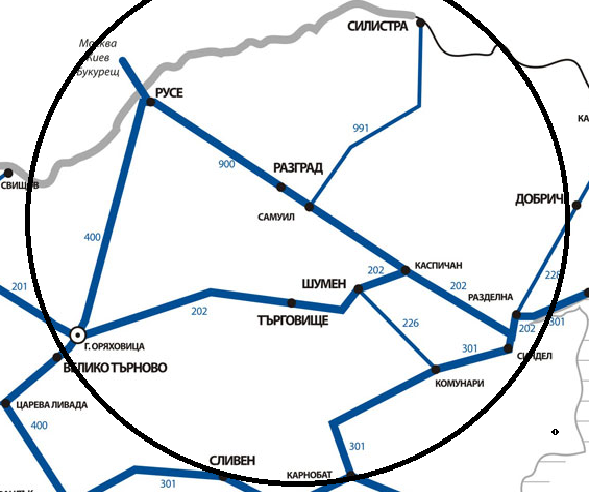 СИЛИСТРА
Москва
Киев
Букурещ
РУСЕ
991
900
РАЗГРАД
СВИЩОВ
САМУИЛ
ДОБРИЧ
400
КАСПИЧАН
202
ШУМЕН
202
228
201
РАЗДЕЛНА
202
ТЪРГОВИЩЕ
226
202
301
Г. ОРЯХОВИЦА
301
СИНДЕЛ
ВЕЛИКО ТЪРНОВО
КОМУНАРИ
ЦАРЕВА ЛИВАДА
400
301
СЛИВЕН
КАРНОБАТ
301